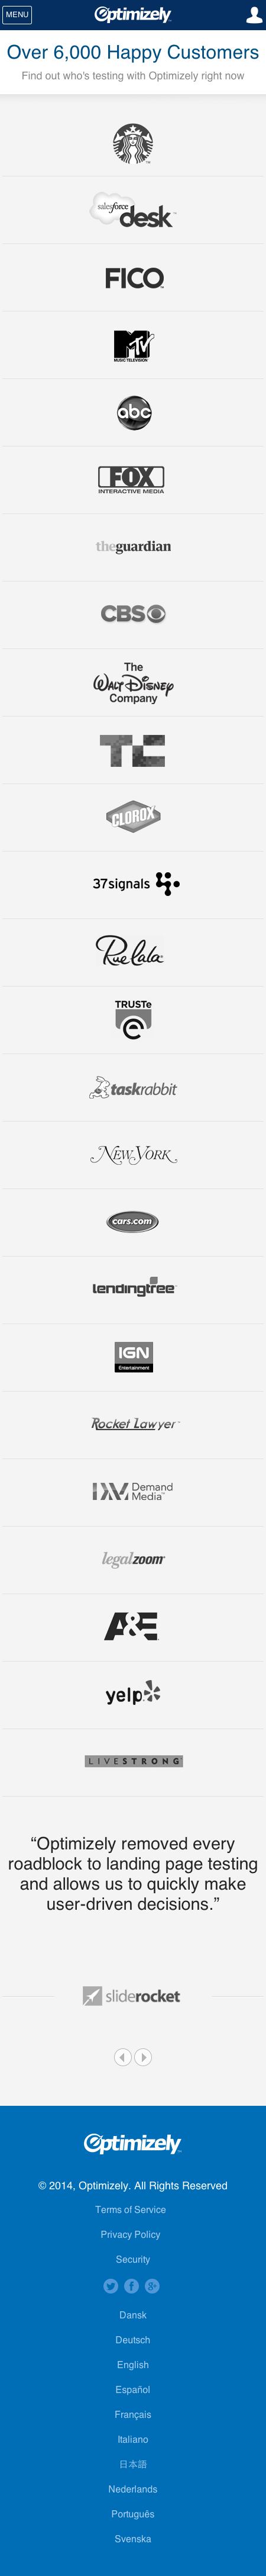 MENU
Optimizely
Over 6,000 Happy Customers
Find out who's testing with Optimizely right now
salesforce
desk
FICO
MTV
MUSIC TELEVISION
abc
FOX
INTERACTIVE MEDIA
theguardian
CBS
The
WALT DISNEY
Company
TC
CLOROX
37signals
RueLaLa
TRUSTe
e
taskrabbit
NEW YORK
cars.com
lendingtree
IGN
Entertainment
Rocket Lawyer
Demand
Media
legalzoom
A&E
yelp
LIVESTRONG
“Optimizely removed every
roadblock to landing page testing
and allows us to quickly make
user-driven decisions.”
sliderocket
Optimizely
© 2014, Optimizely. All Rights Reserved
Terms of Service
Privacy Policy
Security
Dansk
Deutsch
English
Español
Français
Italiano
日本語
Nederlands
Português
Svenska